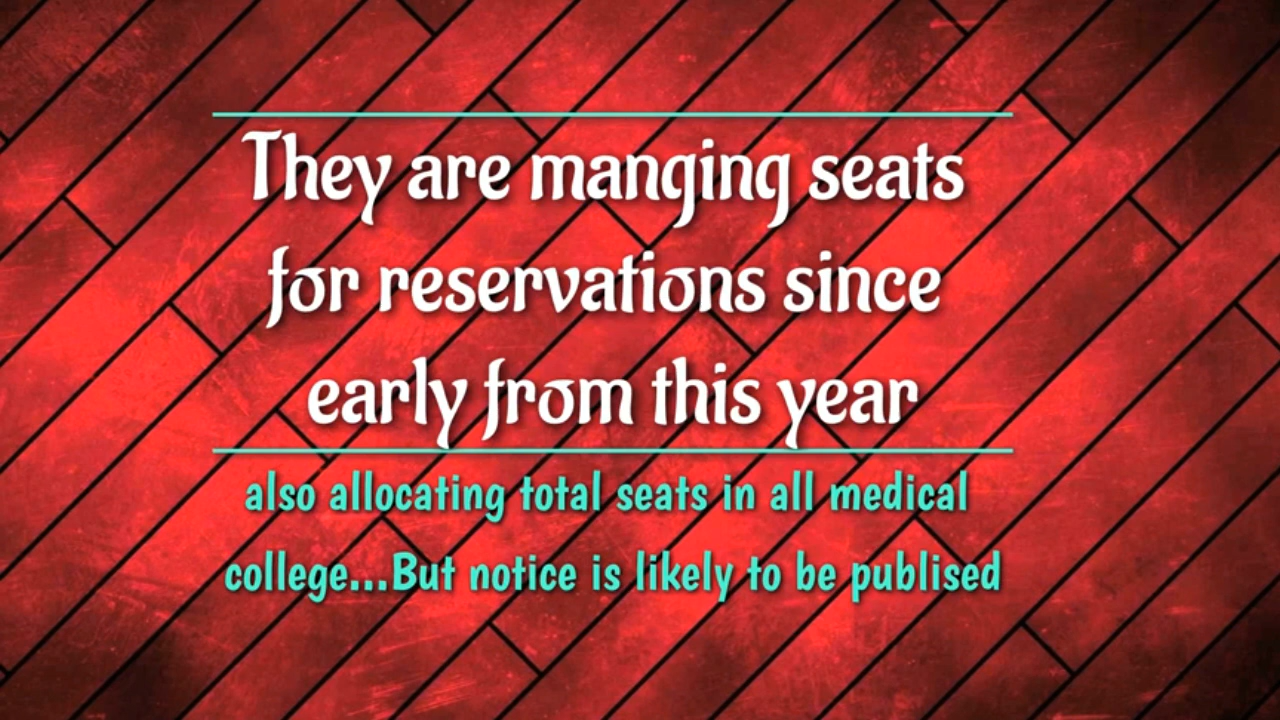 They are manging seats
for reservations since
early from this year
also allocating total seats in all medical
college...But notice is likely to be publised